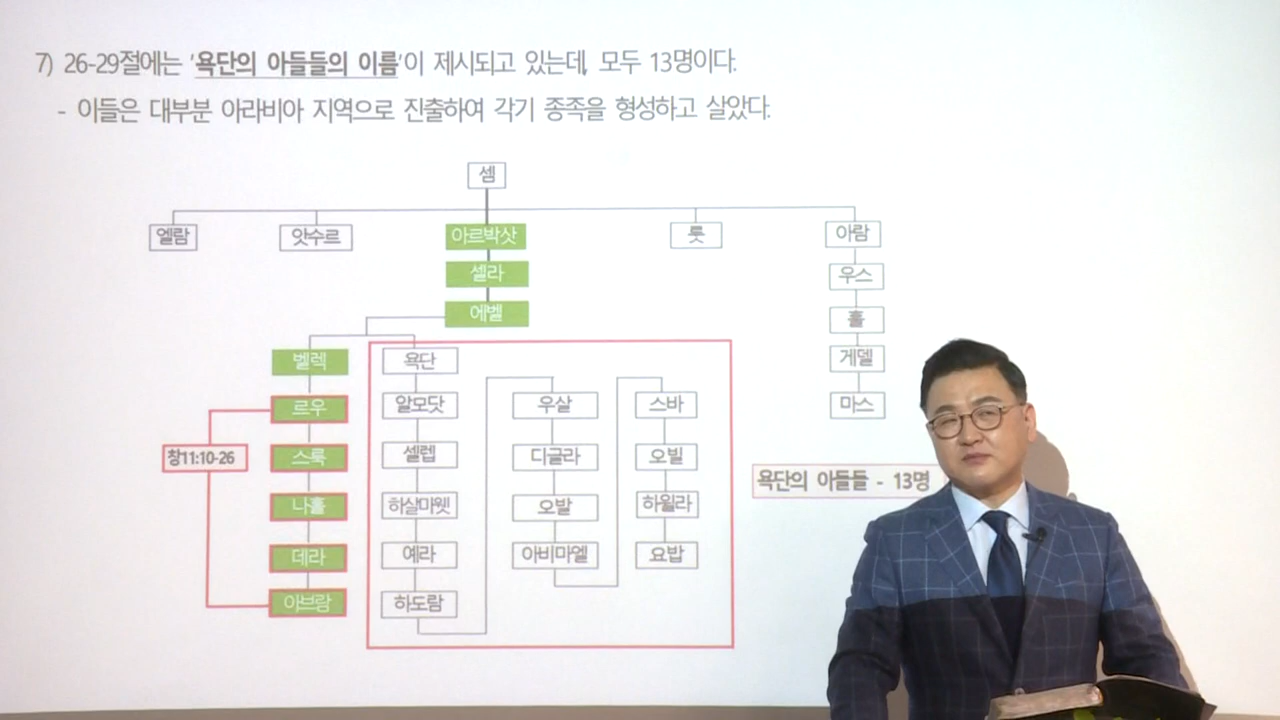 7) 26-29절에는 '욕단의 아들들의 이름'이 제시되고 있는데, 모두 13명이다.
- 이들은 대부분 아라비아 지역으로 진출하여 각기 종족을 형성하고 살았다.
셈
엘람 앗수르 아르박삿 룻 아람
셀라 우스
에벨 훌
벨렉 욕단 게델
르우 알모닷 우살 스바 마스
창11:10-26 스룩 셀렙 디글라 오빌 욕단의 아들들 - 13명
나홀 하살마웻 오발 하윌라
데라 예라 아비마엘 요밥
아브람 하도람